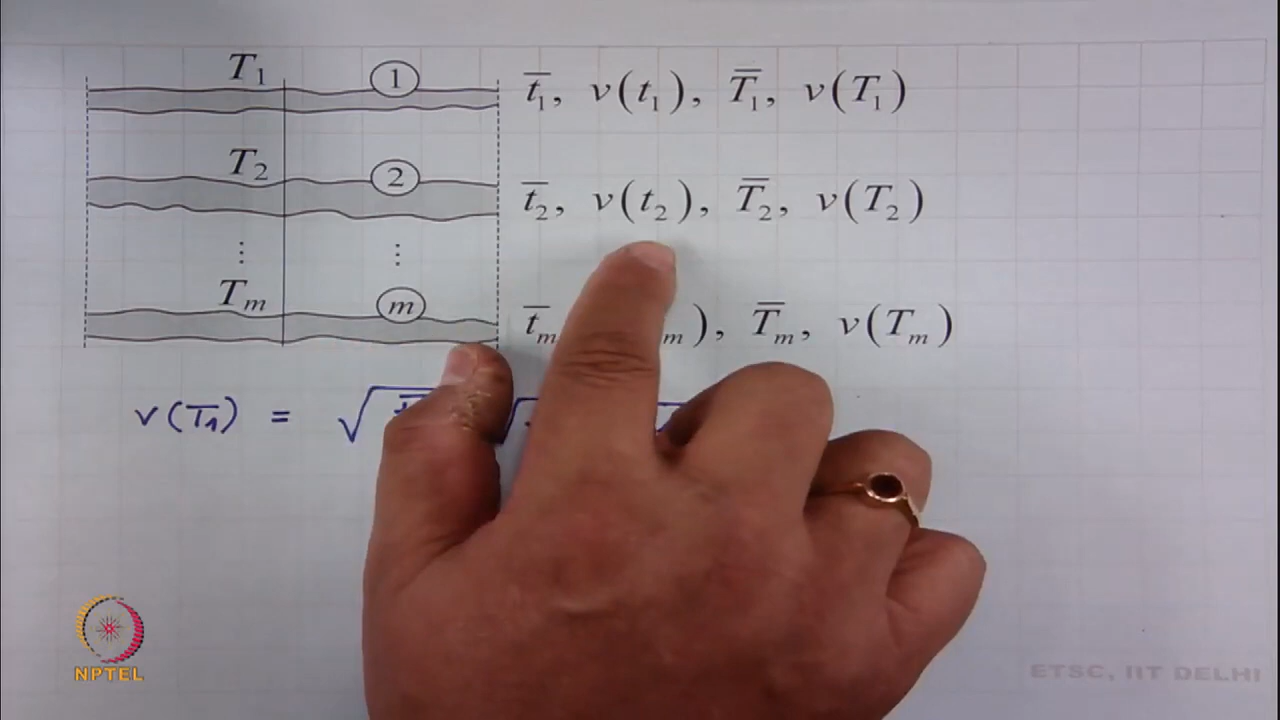 T₁ ① t̅₁, v(t₁), T̅₁, v(T₁)
T₂ ② t̅₂, v(t₂), T̅₂, v(T₂)
⋮ ⋮
Tₘ ⓜ t̅ₘ ₘ), T̅ₘ, v(Tₘ)
v(T₁) = √
NPTEL
ETSC, IIT DELHI